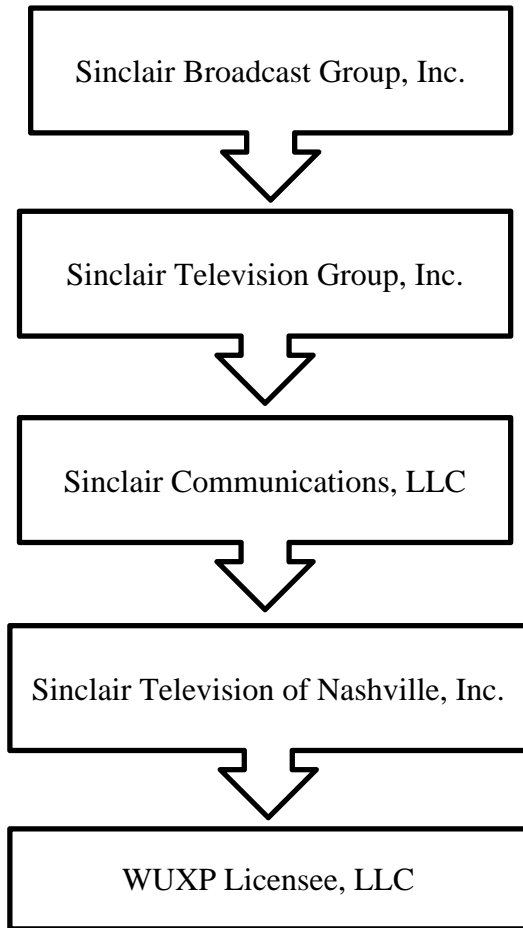 Sinclair Broadcast Group, Inc.
Sinclair Television Group, Inc.
Sinclair Communications, LLC
Sinclair Television of Nashville, Inc.
WUXP Licensee, LLC